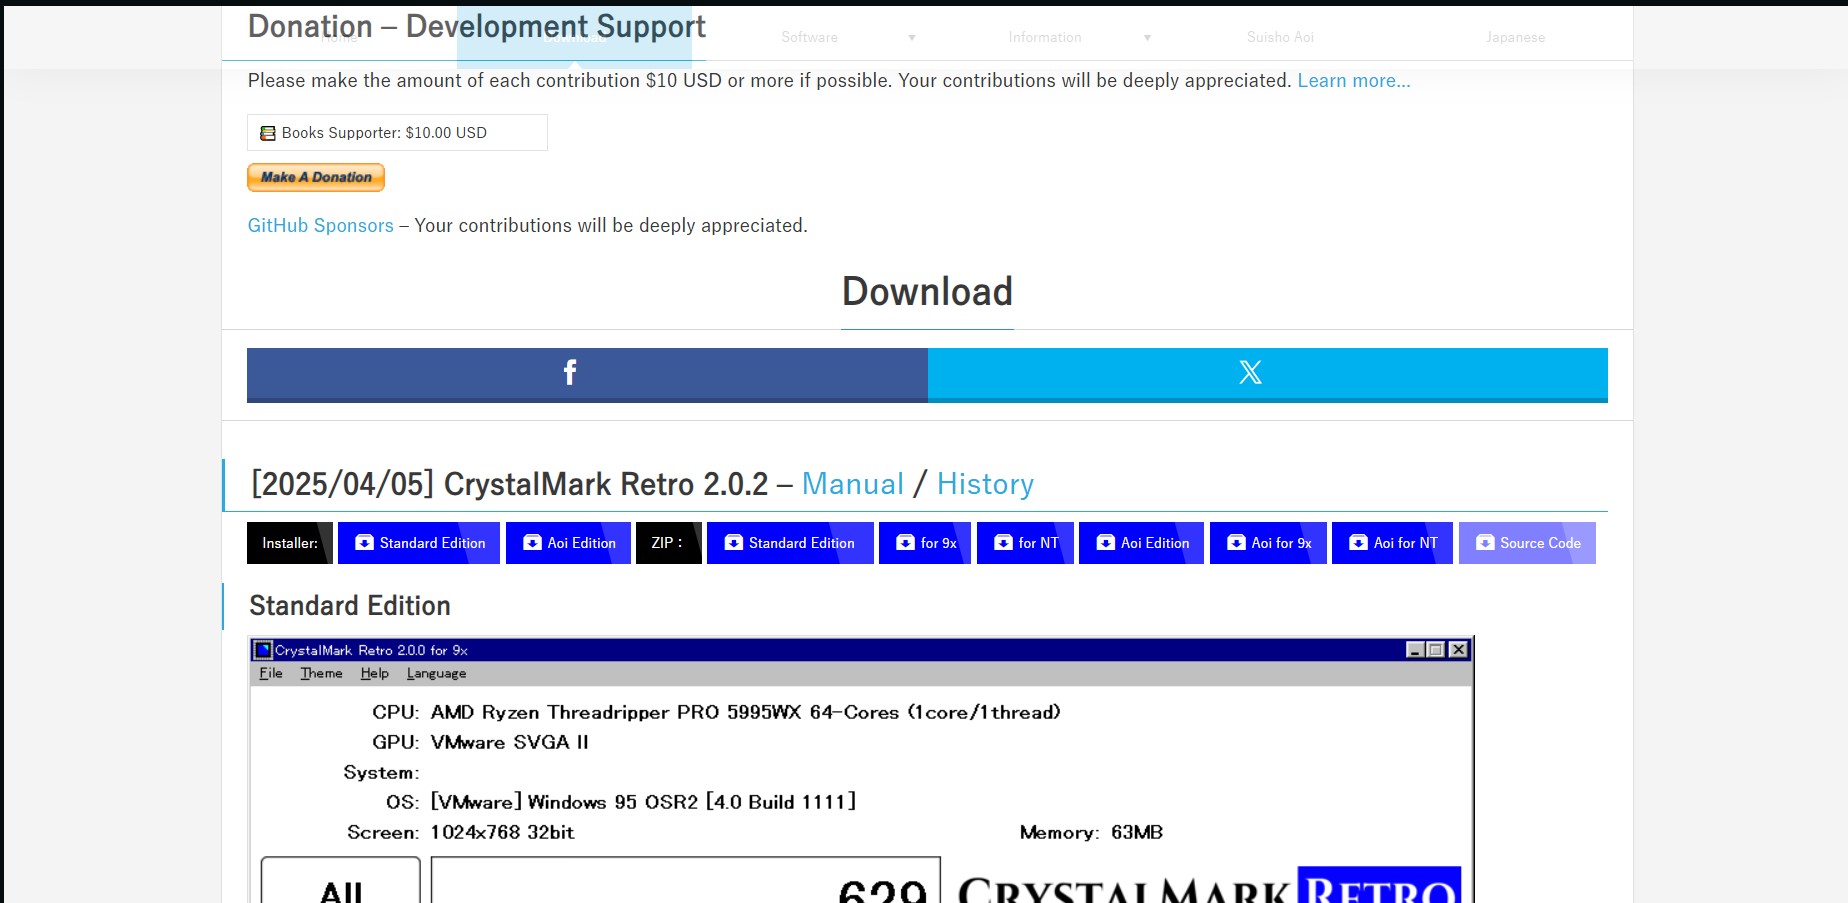 Donation – Development Support
Home Download Software ▼ Information ▼ Suisho Aoi Japanese
Please make the amount of each contribution $10 USD or more if possible. Your contributions will be deeply appreciated. Learn more...
Books Supporter: $10.00 USD
Make A Donation
GitHub Sponsors – Your contributions will be deeply appreciated.
Download
[2025/04/05] CrystalMark Retro 2.0.2 – Manual / History
Installer: Standard Edition Aoi Edition ZIP : Standard Edition for 9x for NT Aoi Edition Aoi for 9x Aoi for NT Source Code
Standard Edition
CrystalMark Retro 2.0.0 for 9x
File Theme Help Language
CPU: AMD Ryzen Threadripper PRO 5995WX 64-Cores (1core/1thread)
GPU: VMware SVGA II
System:
OS: [VMware] Windows 95 OSR2 [4.0 Build 1111]
Screen: 1024x768 32bit Memory: 63MB
All 629 CRYSTALMARK RETRO